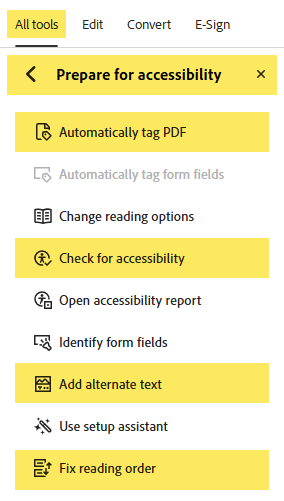 All tools Edit Convert E-Sign
Prepare for accessibility
Automatically tag PDF
Automatically tag form fields
Change reading options
Check for accessibility
Open accessibility report
Identify form fields
Add alternate text
Use setup assistant
Fix reading order